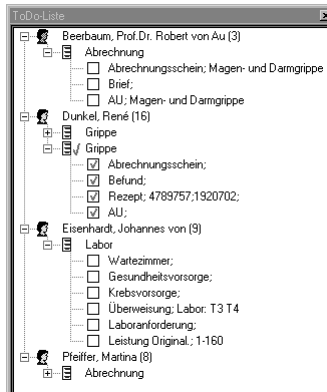 ToDo-Liste
Beerbaum, Prof.Dr. Robert von Au (3)
Abrechnung
Abrechnungsschein; Magen- und Darmgrippe
Brief;
AU; Magen- und Darmgrippe
Dunkel, René (16)
Grippe
Grippe
Abrechnungsschein;
Befund;
Rezept; 4789757;1920702;
AU;
Eisenhardt, Johannes von (9)
Labor
Wartezimmer;
Gesundheitsvorsorge;
Krebsvorsorge;
Überweisung; Labor: T3 T4
Laboranforderung;
Leistung Original.; 1-160
Pfeiffer, Martina (8)
Abrechnung